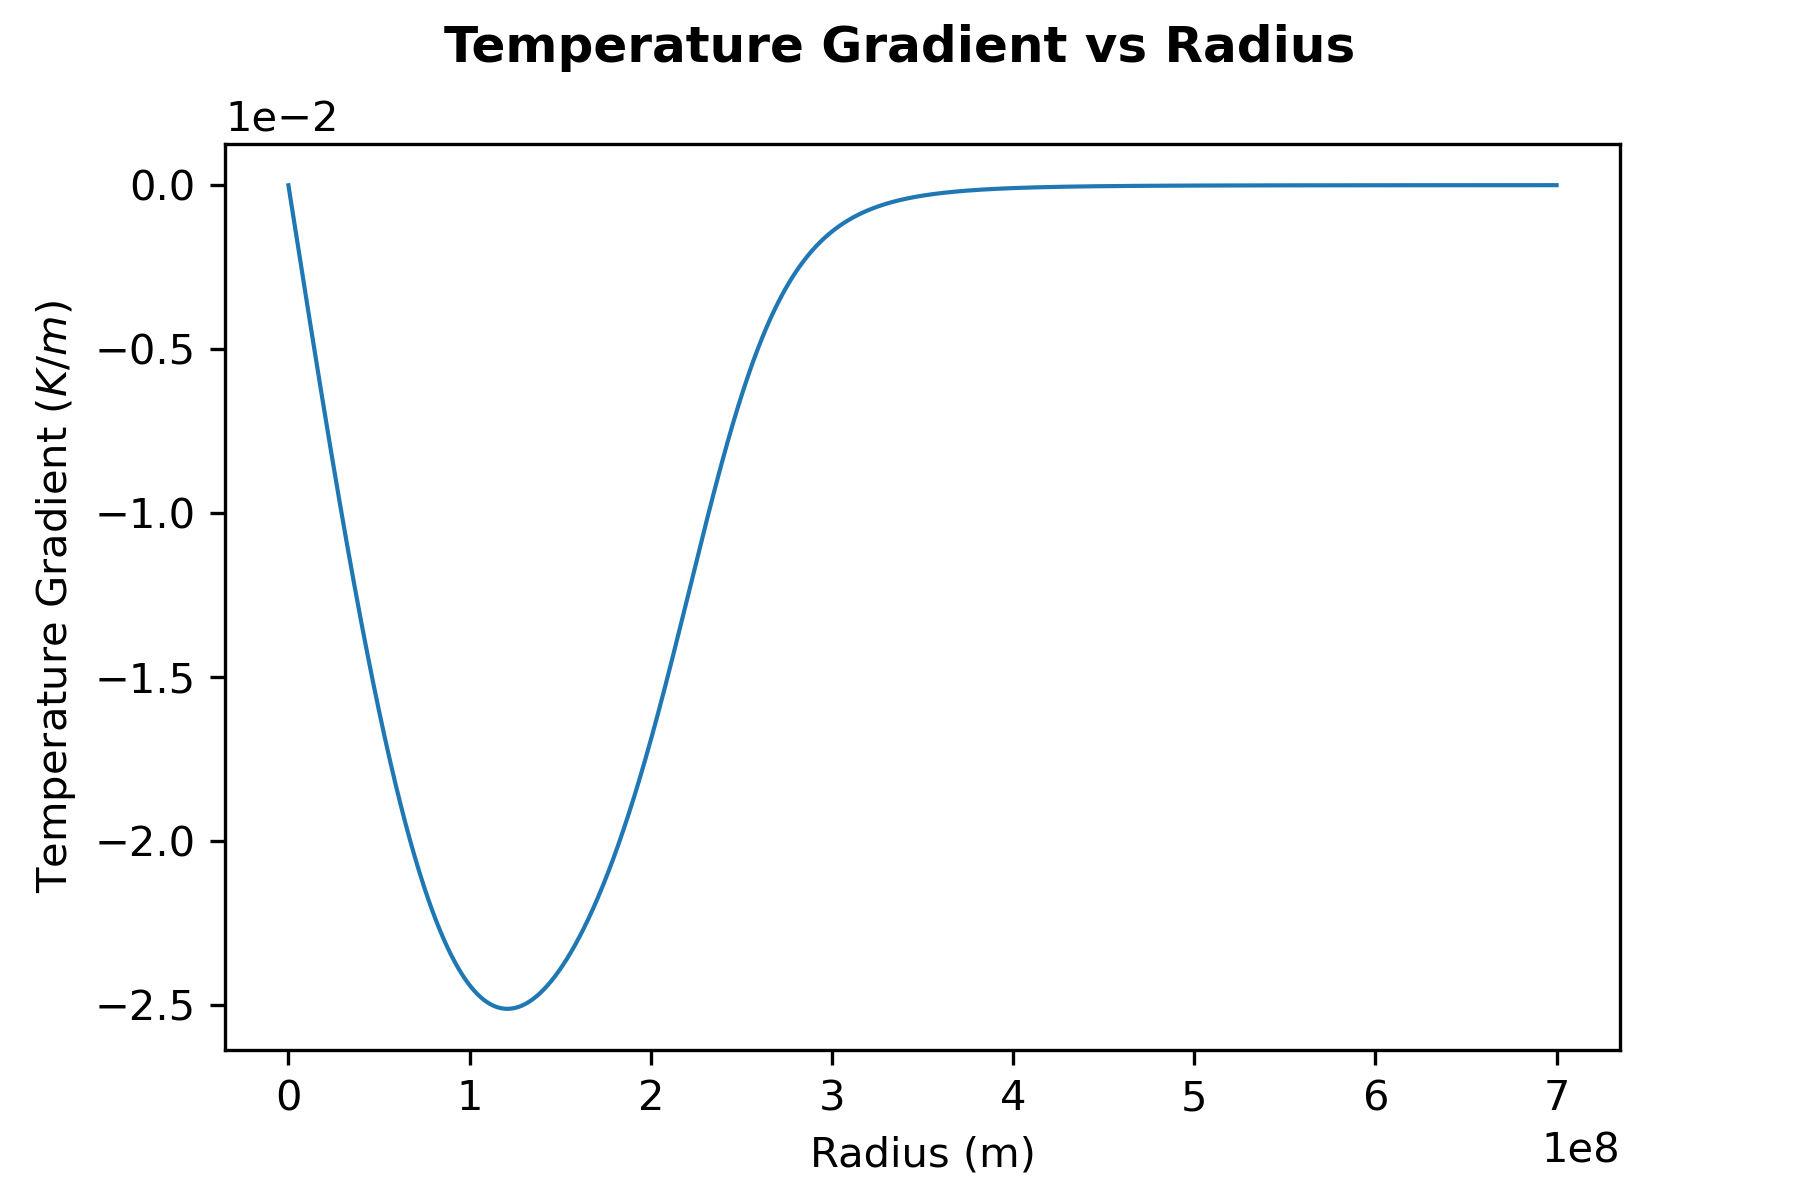 Temperature Gradient vs Radius
1e−2
0.0
−0.5
−1.0
−1.5
−2.0
−2.5
Temperature Gradient (K/m)
0 1 2 3 4 5 6 7
1e8
Radius (m)